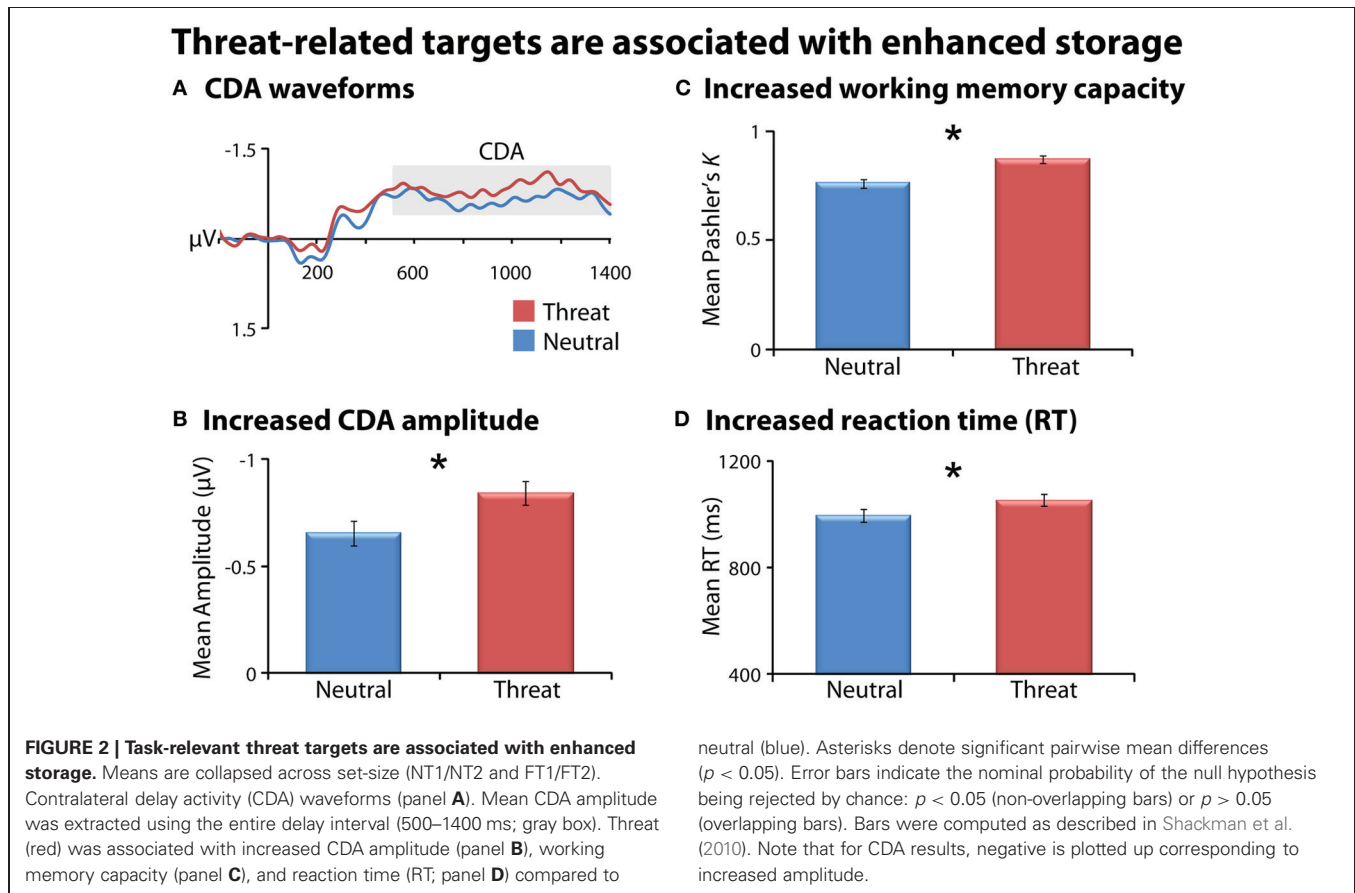 Threat-related targets are associated with enhanced storage
A CDA waveforms
-1.5
CDA
μV
200 600 1000 1400
1.5
Threat
Neutral
B Increased CDA amplitude
Mean Amplitude (μV)
-1
*
-0.5
0
Neutral Threat
C Increased working memory capacity
Mean Pashler's K
1
*
0.5
0
Neutral Threat
D Increased reaction time (RT)
Mean RT (ms)
1200
*
800
400
Neutral Threat
FIGURE 2 | Task-relevant threat targets are associated with enhanced
storage. Means are collapsed across set-size (NT1/NT2 and FT1/FT2).
Contralateral delay activity (CDA) waveforms (panel A). Mean CDA amplitude
was extracted using the entire delay interval (500–1400 ms; gray box). Threat
(red) was associated with increased CDA amplitude (panel B), working
memory capacity (panel C), and reaction time (RT; panel D) compared to
neutral (blue). Asterisks denote significant pairwise mean differences
(p < 0.05). Error bars indicate the nominal probability of the null hypothesis
being rejected by chance: p < 0.05 (non-overlapping bars) or p > 0.05
(overlapping bars). Bars were computed as described in Shackman et al.
(2010). Note that for CDA results, negative is plotted up corresponding to
increased amplitude.